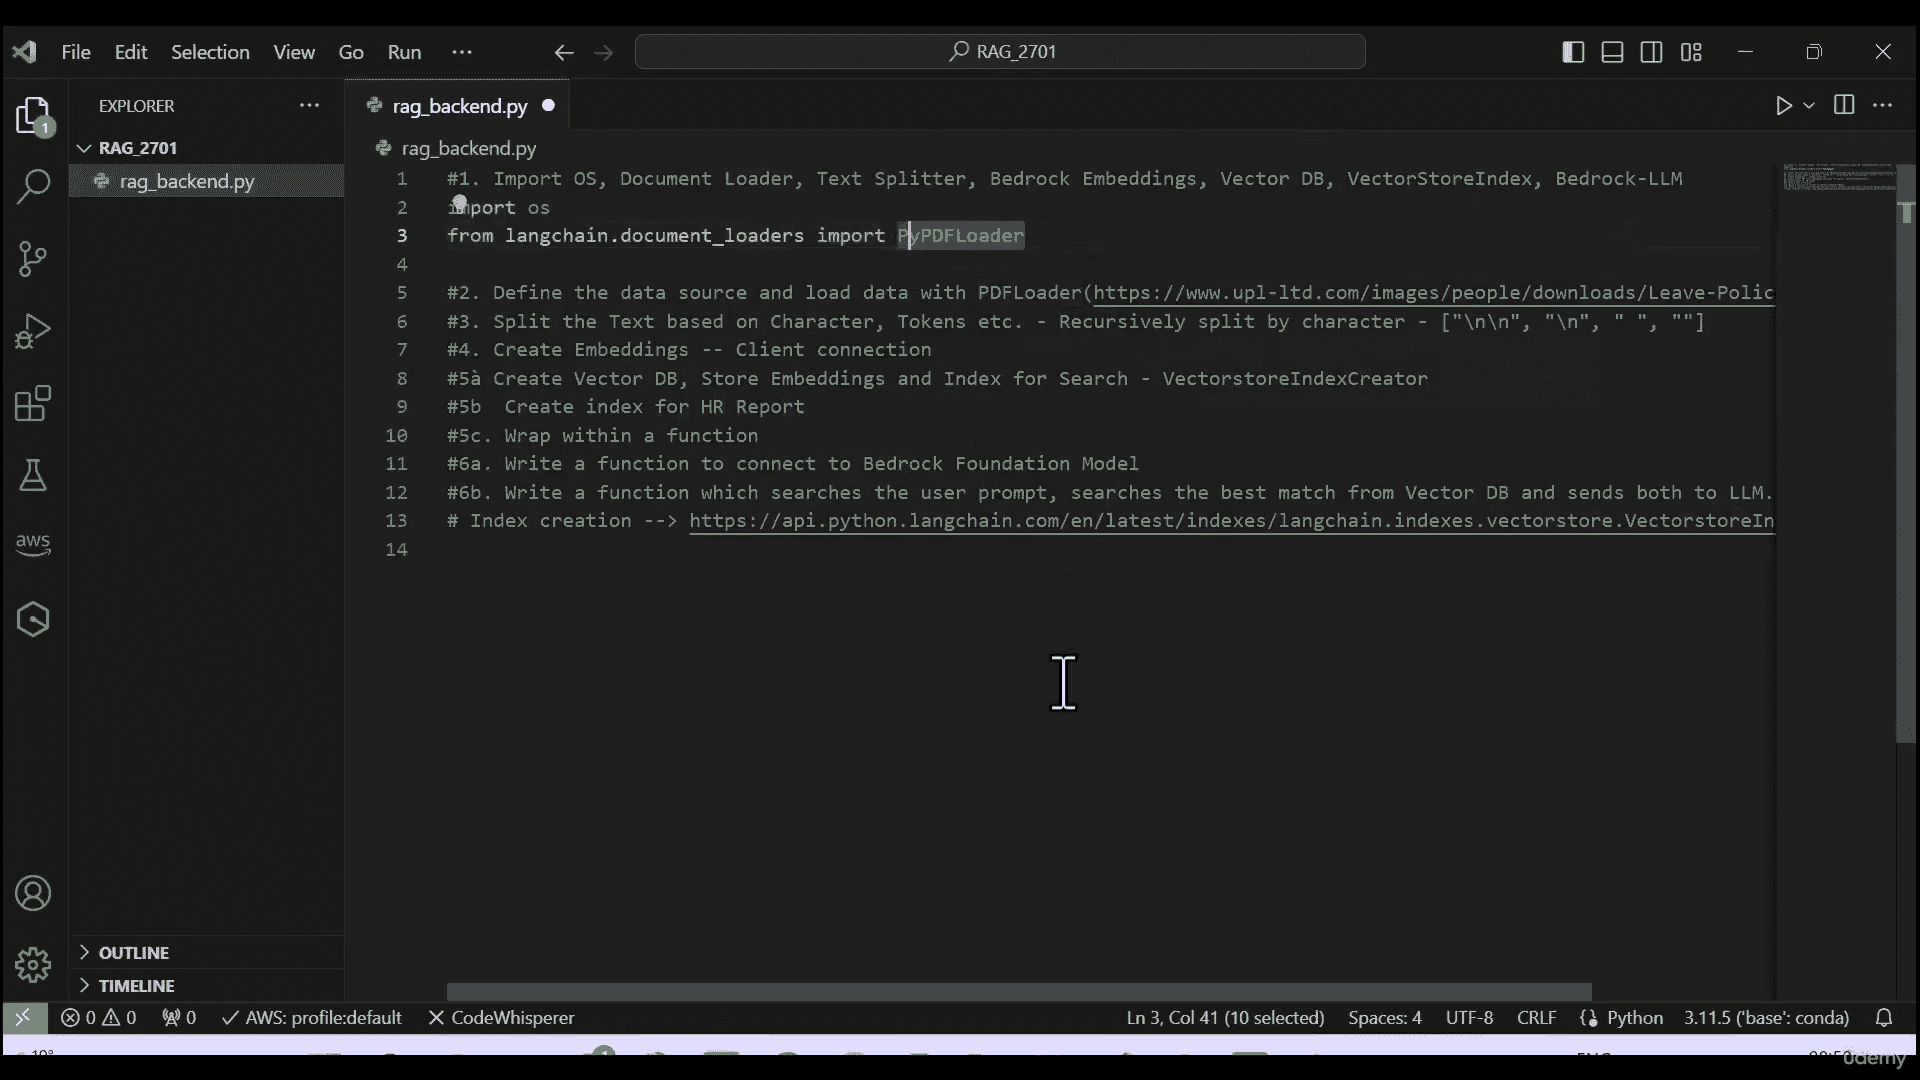 File Edit Selection View Go Run ··· RAG_2701
EXPLORER ···
rag_backend.py
RAG_2701
rag_backend.py
rag_backend.py
1 #1. Import OS, Document Loader, Text Splitter, Bedrock Embeddings, Vector DB, VectorStoreIndex, Bedrock-LLM
2 import os
3 from langchain.document_loaders import PyPDFLoader
4
5 #2. Define the data source and load data with PDFLoader(https://www.upl-ltd.com/images/people/downloads/Leave-Polic
6 #3. Split the Text based on Character, Tokens etc. - Recursively split by character - ["\n\n", "\n", " ", ""]
7 #4. Create Embeddings -- Client connection
8 #5à Create Vector DB, Store Embeddings and Index for Search - VectorstoreIndexCreator
9 #5b  Create index for HR Report
10 #5c. Wrap within a function
11 #6a. Write a function to connect to Bedrock Foundation Model
12 #6b. Write a function which searches the user prompt, searches the best match from Vector DB and sends both to LLM.
13 # Index creation --> https://api.python.langchain.com/en/latest/indexes/langchain.indexes.vectorstore.VectorstoreIn
14
1
aws
OUTLINE
TIMELINE
0 0 0 AWS: profile:default CodeWhisperer Ln 3, Col 41 (10 selected) Spaces: 4 UTF-8 CRLF Python 3.11.5 ('base': conda)
udemy